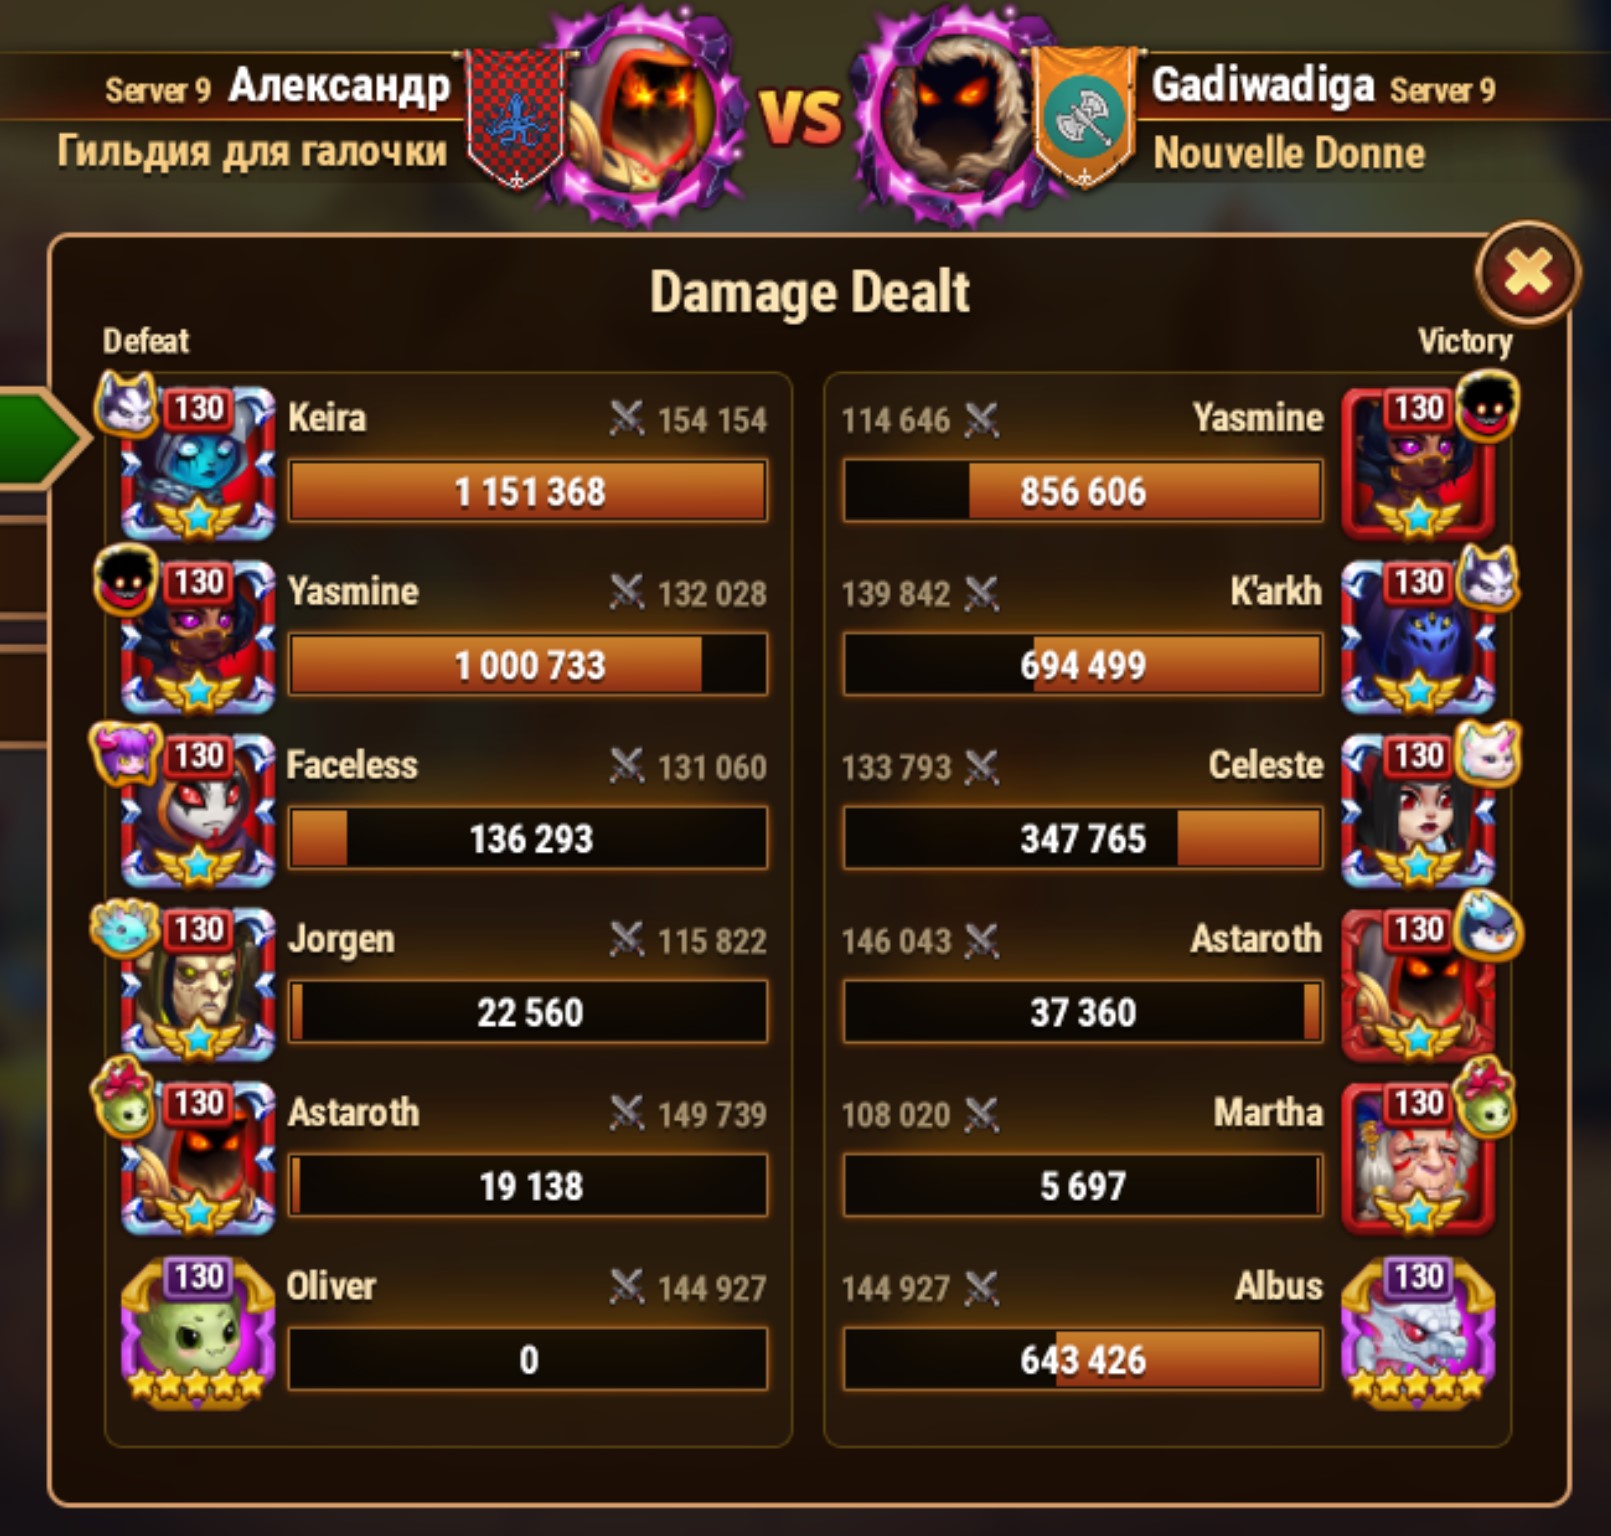 Server 9 Александр VS Gadiwadiga Server 9
Гильдия для галочки Nouvelle Donne
Damage Dealt
Defeat Victory
130 Keira 154 154 114 646 Yasmine 130
1 151 368 856 606
130 Yasmine 132 028 139 842 K'arkh 130
1 000 733 694 499
130 Faceless 131 060 133 793 Celeste 130
136 293 347 765
130 Jorgen 115 822 146 043 Astaroth 130
22 560 37 360
130 Astaroth 149 739 108 020 Martha 130
19 138 5 697
130 Oliver 144 927 144 927 Albus 130
0 643 426